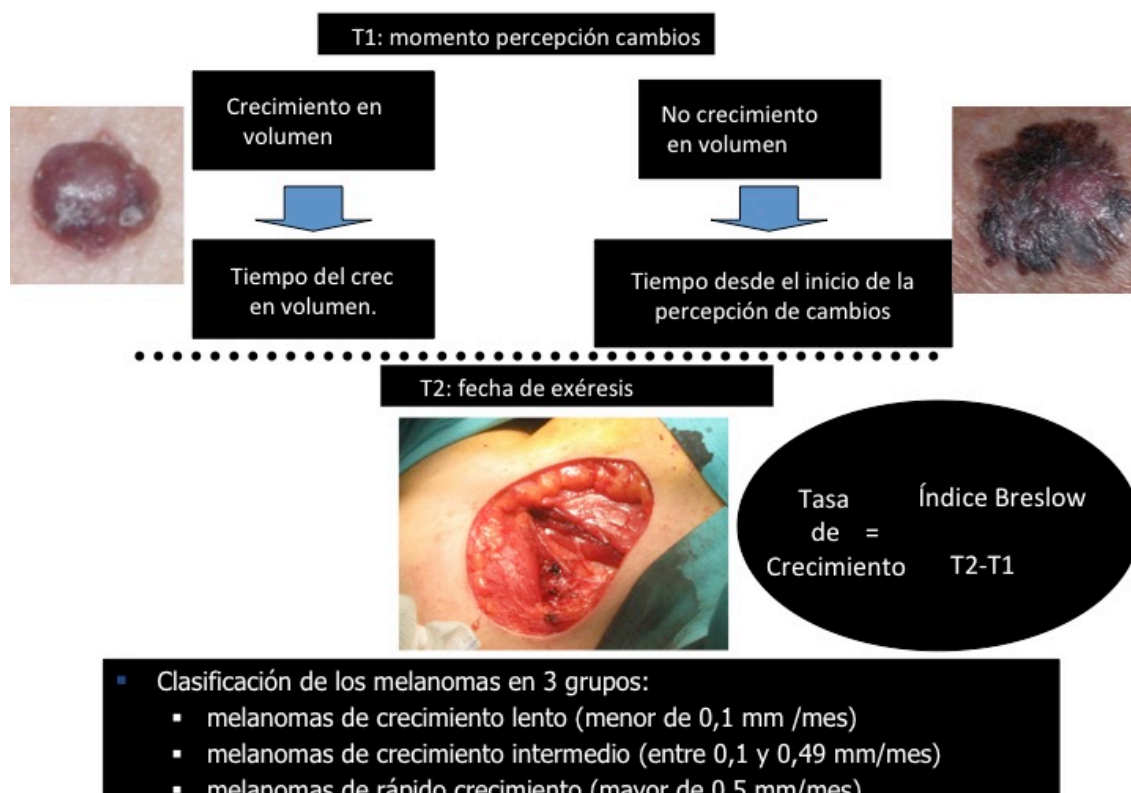 T1: momento percepción cambios
Crecimiento en
volumen
No crecimiento
en volumen
Tiempo del crec
en volumen.
Tiempo desde el inicio de la
percepción de cambios
T2: fecha de exéresis
Tasa
de =
Crecimiento
Índice Breslow
T2-T1
Clasificación de los melanomas en 3 grupos:
melanomas de crecimiento lento (menor de 0,1 mm /mes)
melanomas de crecimiento intermedio (entre 0,1 y 0,49 mm/mes)
melanomas de rápido crecimiento (mayor de 0,5 mm/mes)